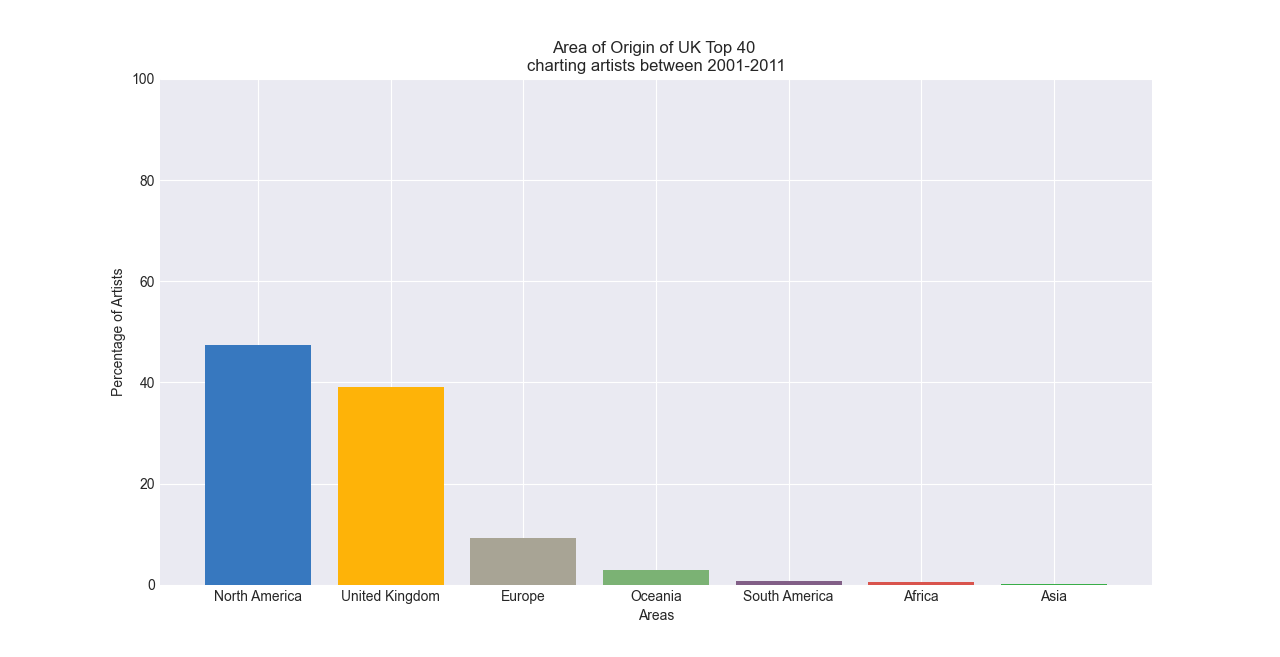 Area of Origin of UK Top 40
charting artists between 2001-2011
100
80
60
40
20
0
Percentage of Artists
North America United Kingdom Europe Oceania South America Africa Asia
Areas